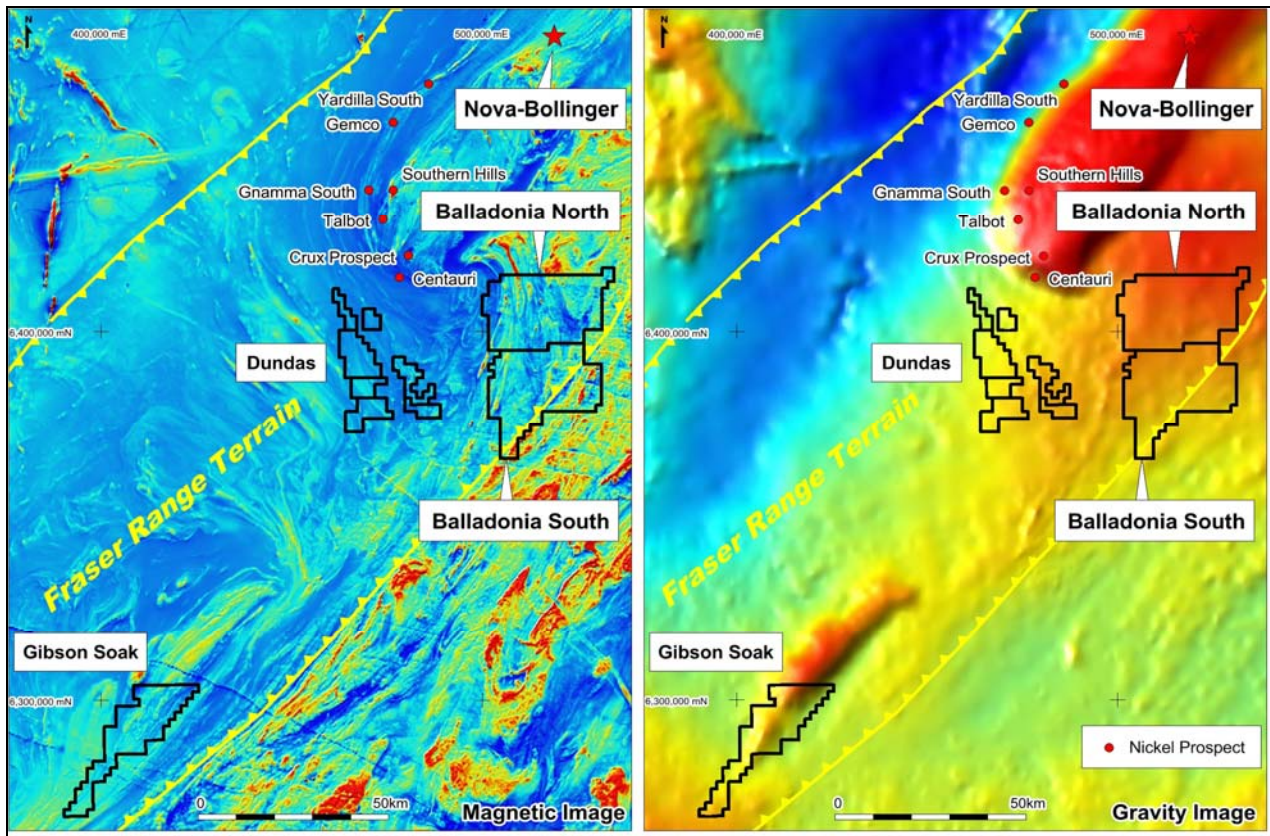 N
400,000 mE
500,000 mE
Yardilla South
Nova-Bollinger
Gemco
Gnamma South
Southern Hills
Talbot
Balladonia North
Crux Prospect
Centauri
6,400,000 mN
Dundas
Fraser Range Terrain
Balladonia South
Gibson Soak
6,300,000 mN
0
50km
Magnetic Image
N
400,000 mE
500,000 mE
Yardilla South
Nova-Bollinger
Gemco
Gnamma South
Southern Hills
Talbot
Balladonia North
Crux Prospect
Centauri
6,400,000 mN
Dundas
Fraser Range Terrain
Balladonia South
Gibson Soak
6,300,000 mN
Nickel Prospect
0
50km
Gravity Image